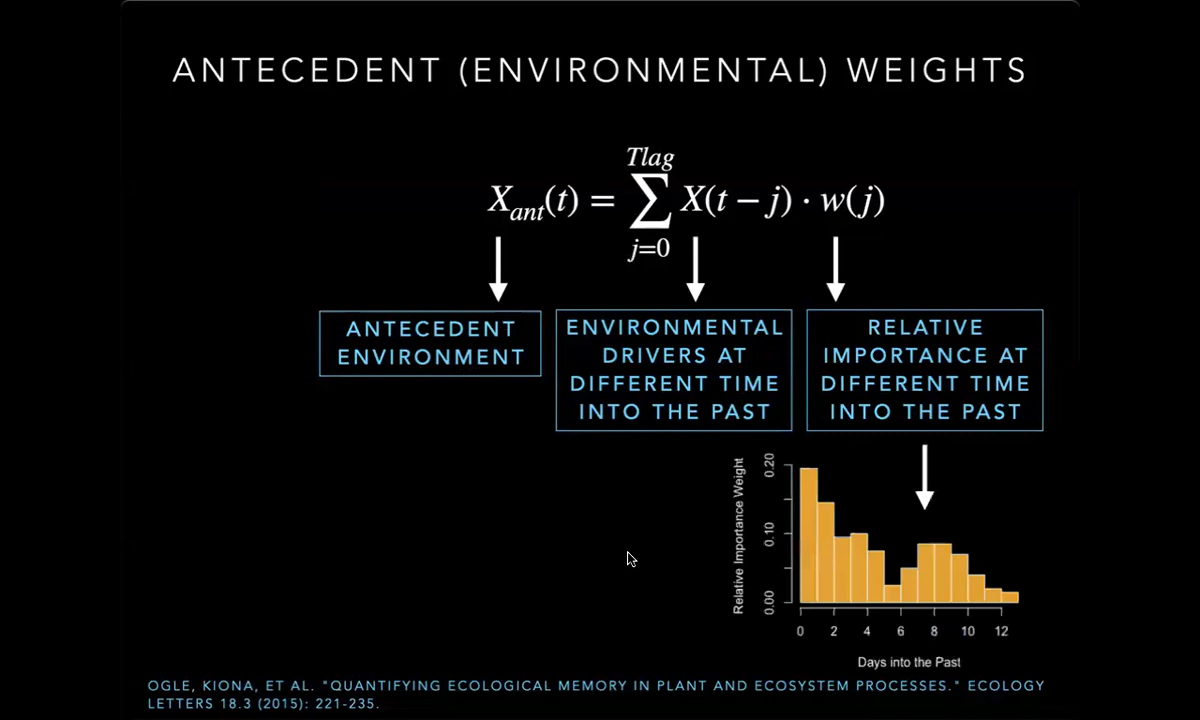 ANTECEDENT (ENVIRONMENTAL) WEIGHTS
Tlag
X_ant(t) = ∑ X(t − j) · w(j)
j=0
ANTECEDENT
ENVIRONMENT
ENVIRONMENTAL
DRIVERS AT
DIFFERENT TIME
INTO THE PAST
RELATIVE
IMPORTANCE AT
DIFFERENT TIME
INTO THE PAST
Relative Importance Weight
0.20
0.10
0.00
0 2 4 6 8 10 12
Days into the Past
OGLE, KIONA, ET AL. "QUANTIFYING ECOLOGICAL MEMORY IN PLANT AND ECOSYSTEM PROCESSES." ECOLOGY
LETTERS 18.3 (2015): 221-235.